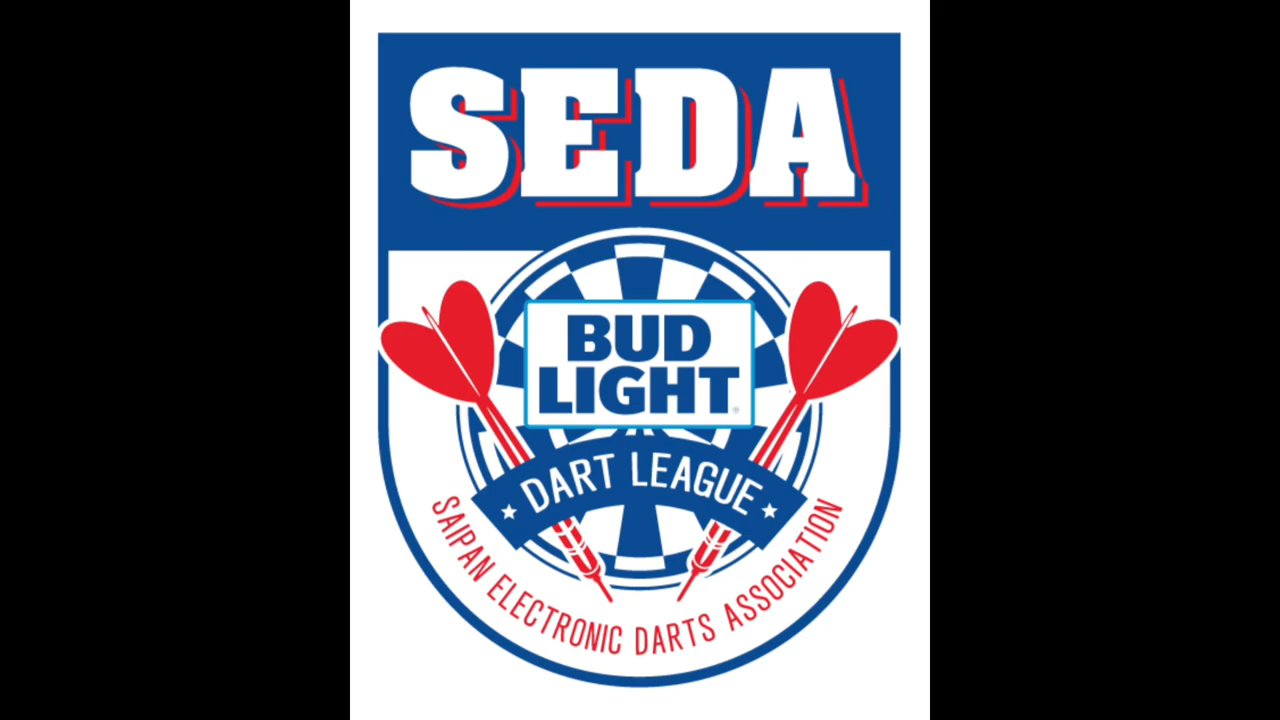 SEDA
BUD
LIGHT®
DART LEAGUE
SAIPAN ELECTRONIC DARTS ASSOCIATION